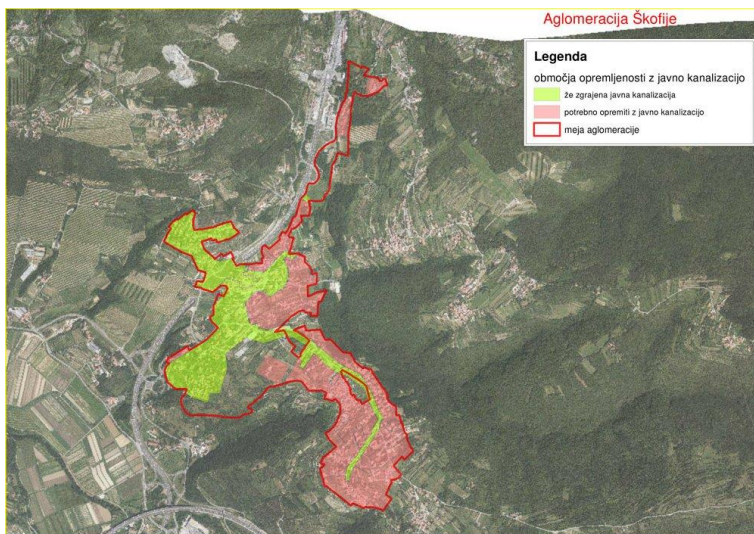 Aglomeracija Škofije
Legenda
območja opremljenosti z javno kanalizacijo
že zgrajena javna kanalizacija
potrebno opremiti z javno kanalizacijo
meja aglomeracije